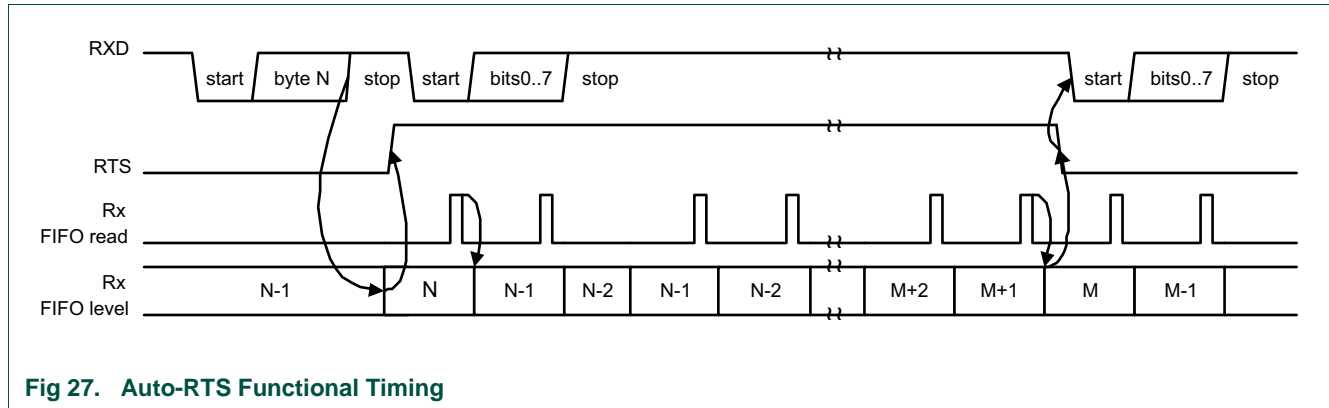 RXD
start byte N stop start bits0..7 stop start bits0..7 stop
RTS
Rx
FIFO read
Rx
FIFO level
N-1 N N-1 N-2 N-1 N-2 M+2 M+1 M M-1
Fig 27. Auto-RTS Functional Timing